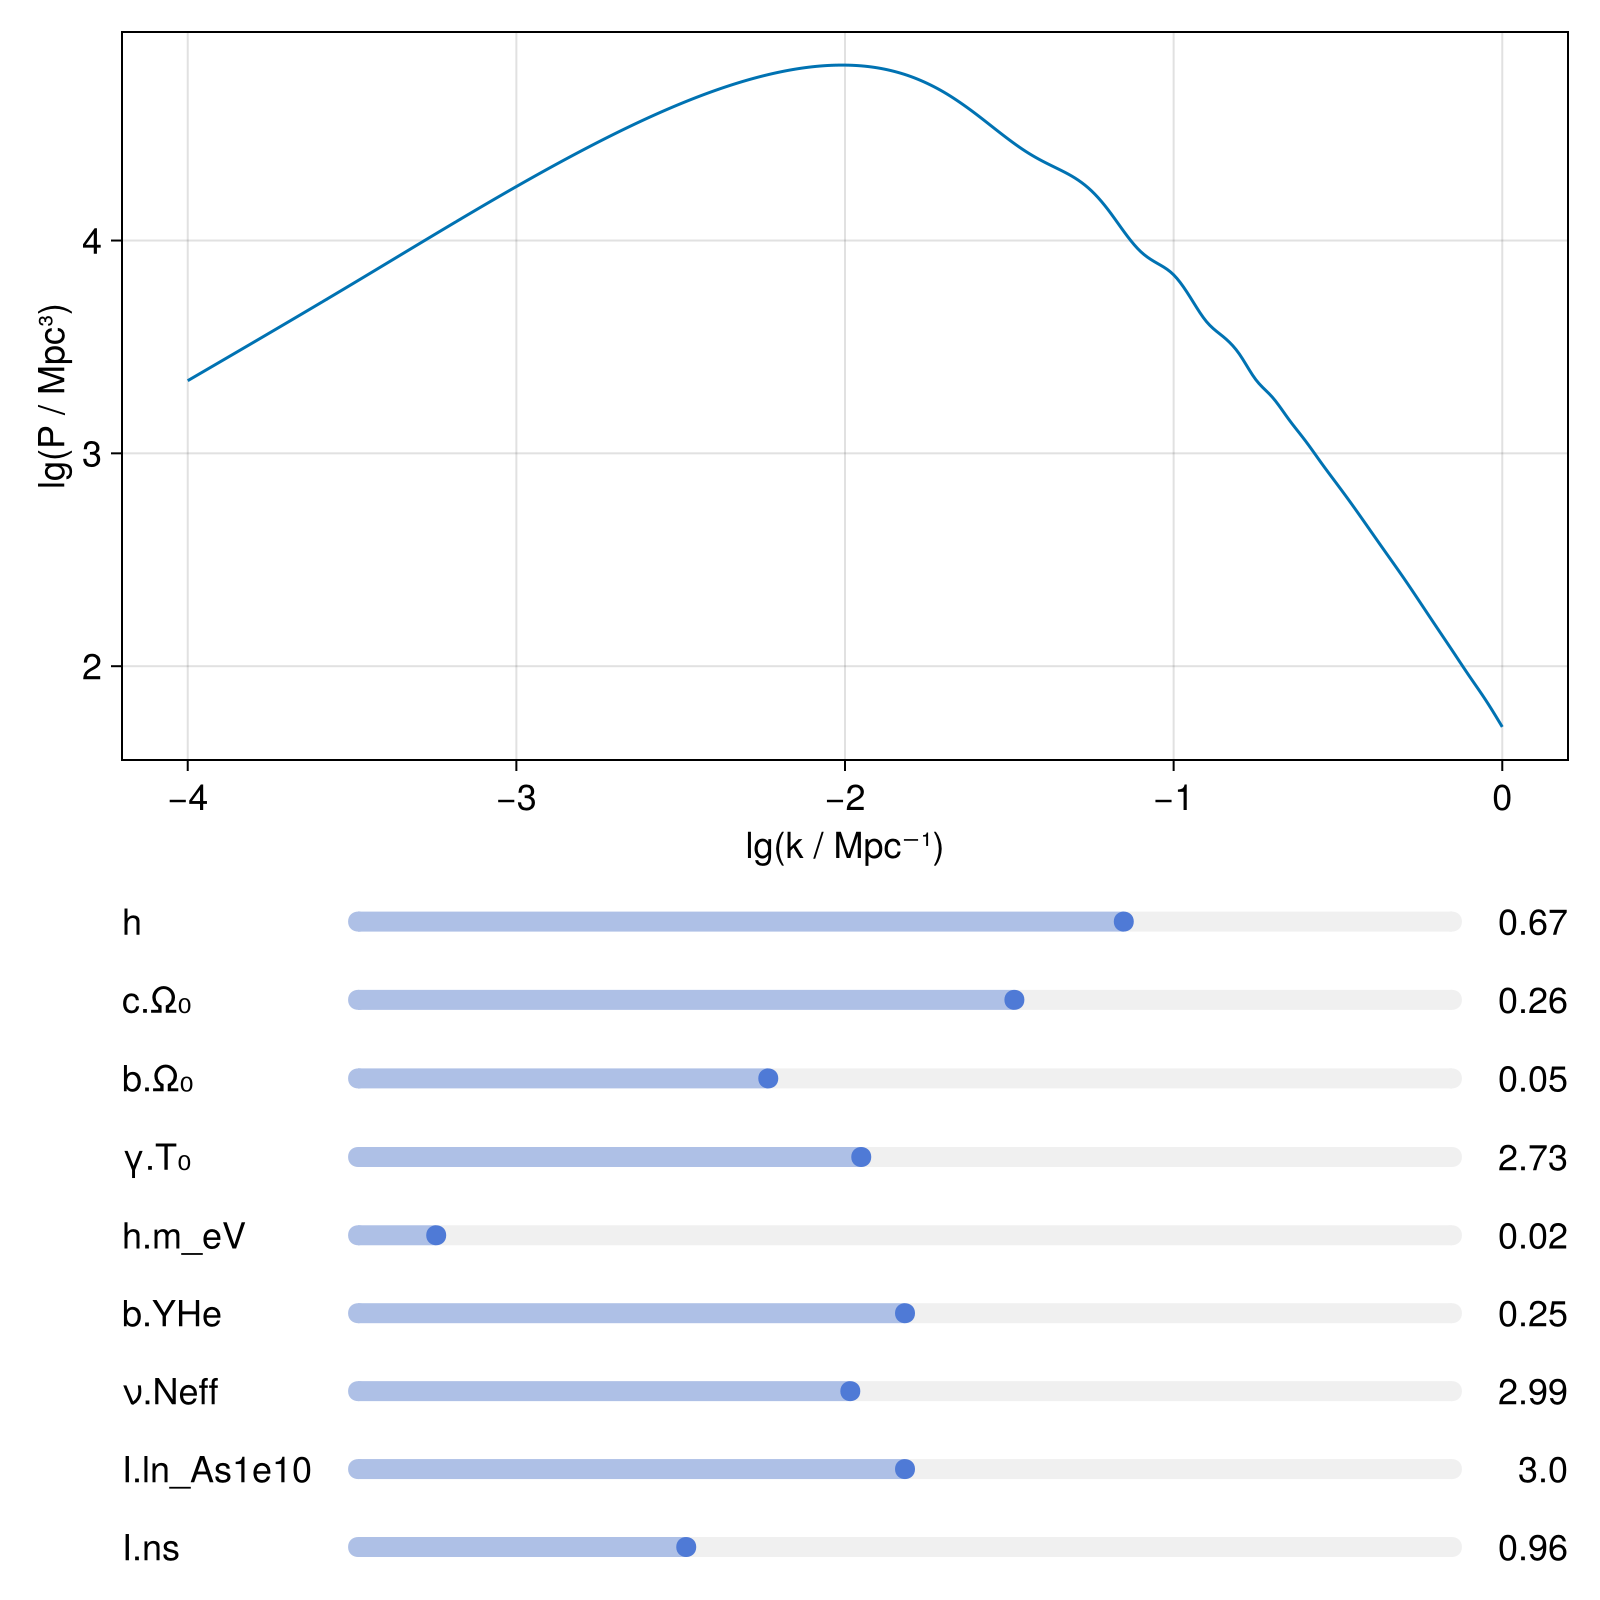 4
3
2
lg(P / Mpc³)
−4 −3 −2 −1 0
lg(k / Mpc⁻¹)
h 0.67
c.Ω₀ 0.26
b.Ω₀ 0.05
γ.T₀ 2.73
h.m_eV 0.02
b.YHe 0.25
ν.Neff 2.99
I.ln_As1e10 3.0
I.ns 0.96